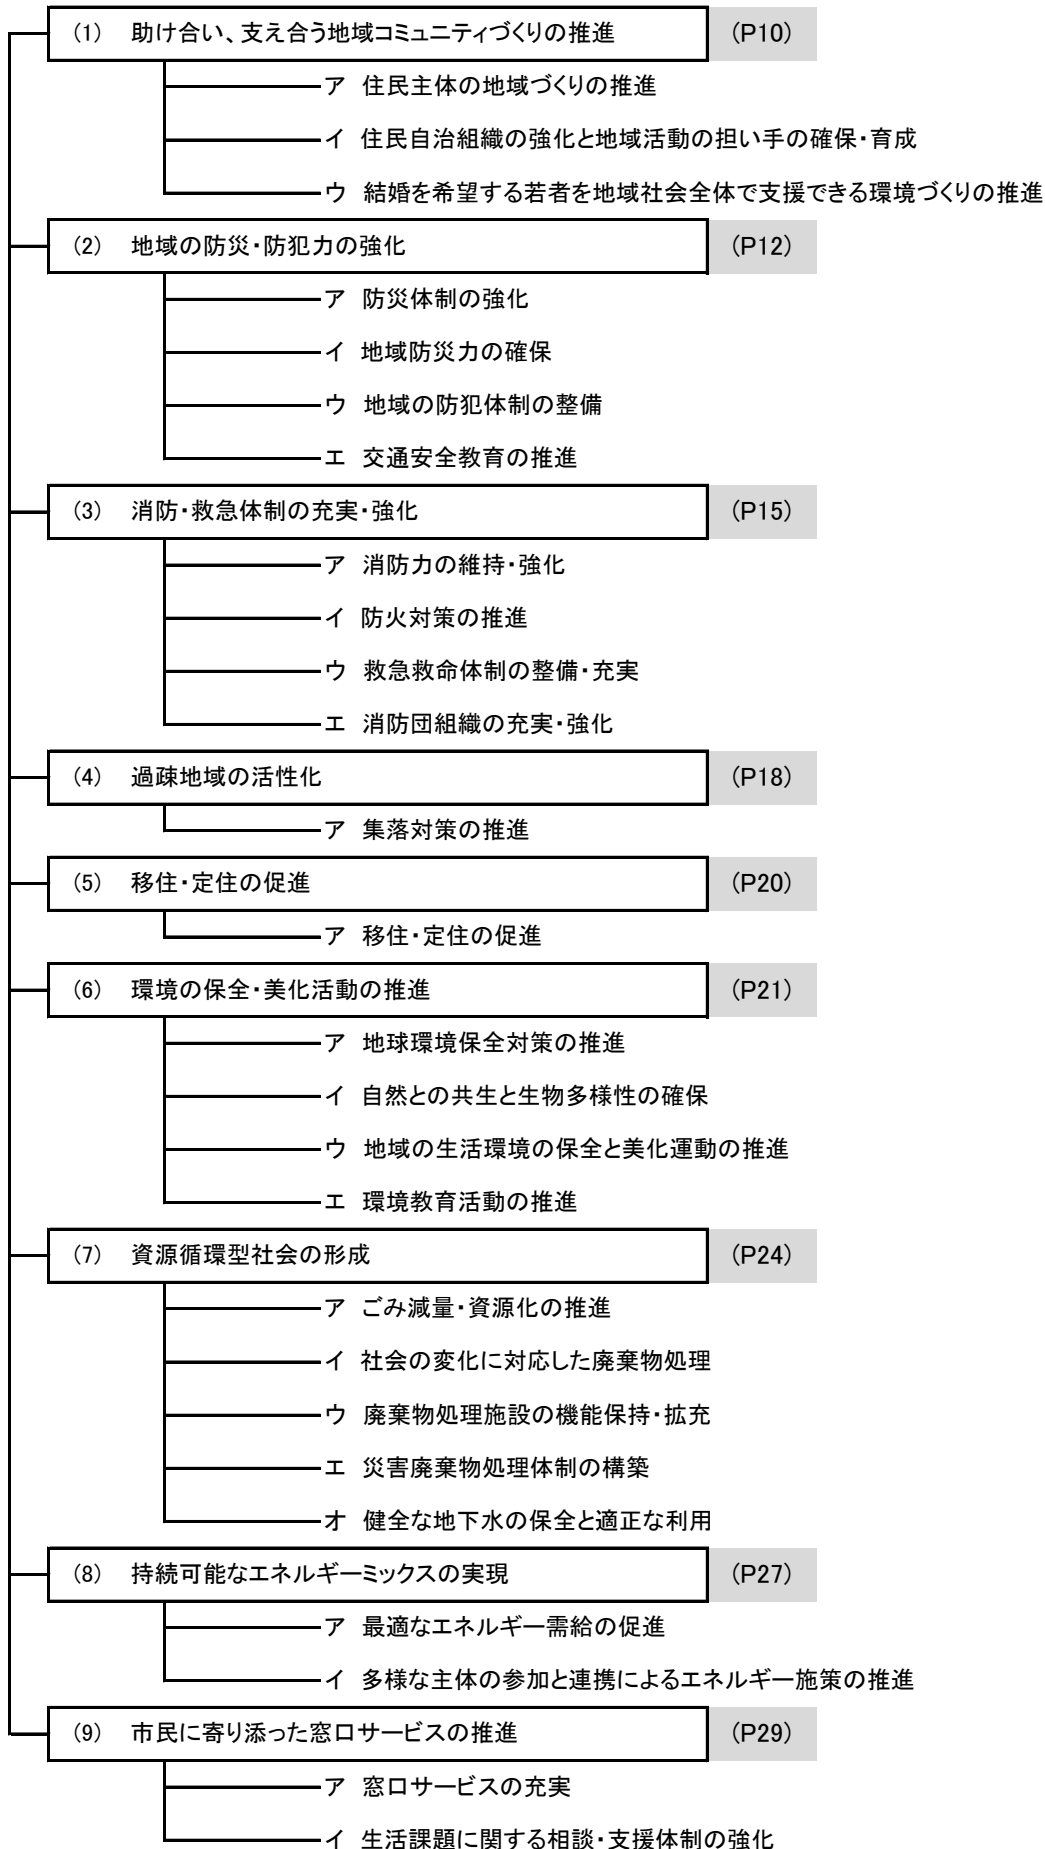 (1) 助け合い、支え合う地域コミュニティづくりの推進 (P10)
ア 住民主体の地域づくりの推進
イ 住民自治組織の強化と地域活動の担い手の確保・育成
ウ 結婚を希望する若者を地域社会全体で支援できる環境づくりの推進
(2) 地域の防災・防犯力の強化 (P12)
ア 防災体制の強化
イ 地域防災力の確保
ウ 地域の防犯体制の整備
エ 交通安全教育の推進
(3) 消防・救急体制の充実・強化 (P15)
ア 消防力の維持・強化
イ 防火対策の推進
ウ 救急救命体制の整備・充実
エ 消防団組織の充実・強化
(4) 過疎地域の活性化 (P18)
ア 集落対策の推進
(5) 移住・定住の促進 (P20)
ア 移住・定住の促進
(6) 環境の保全・美化活動の推進 (P21)
ア 地球環境保全対策の推進
イ 自然との共生と生物多様性の確保
ウ 地域の生活環境の保全と美化運動の推進
エ 環境教育活動の推進
(7) 資源循環型社会の形成 (P24)
ア ごみ減量・資源化の推進
イ 社会の変化に対応した廃棄物処理
ウ 廃棄物処理施設の機能保持・拡充
エ 災害廃棄物処理体制の構築
オ 健全な地下水の保全と適正な利用
(8) 持続可能なエネルギーミックスの実現 (P27)
ア 最適なエネルギー需給の促進
イ 多様な主体の参加と連携によるエネルギー施策の推進
(9) 市民に寄り添った窓口サービスの推進 (P29)
ア 窓口サービスの充実
イ 生活課題に関する相談・支援体制の強化